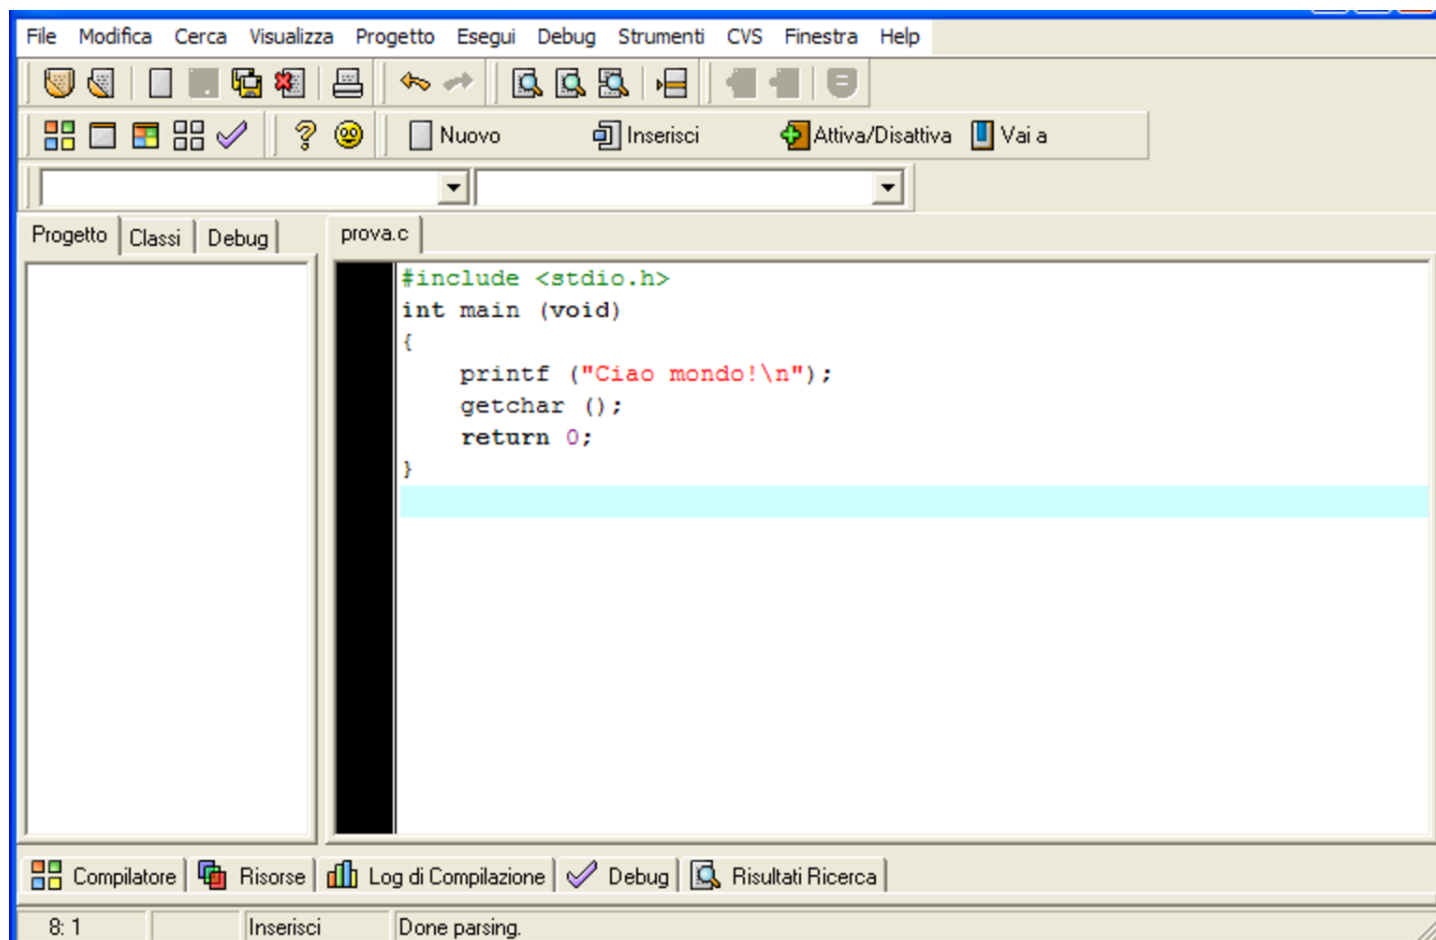 File Modifica Cerca Visualizza Progetto Esegui Debug Strumenti CVS Finestra Help
Nuovo Inserisci Attiva/Disattiva Vai a
Progetto Classi Debug prova.c
#include <stdio.h>
int main (void)
{
    printf ("Ciao mondo!\n");
    getchar ();
    return 0;
}
Compilatore Risorse Log di Compilazione Debug Risultati Ricerca
8: 1 Inserisci Done parsing.